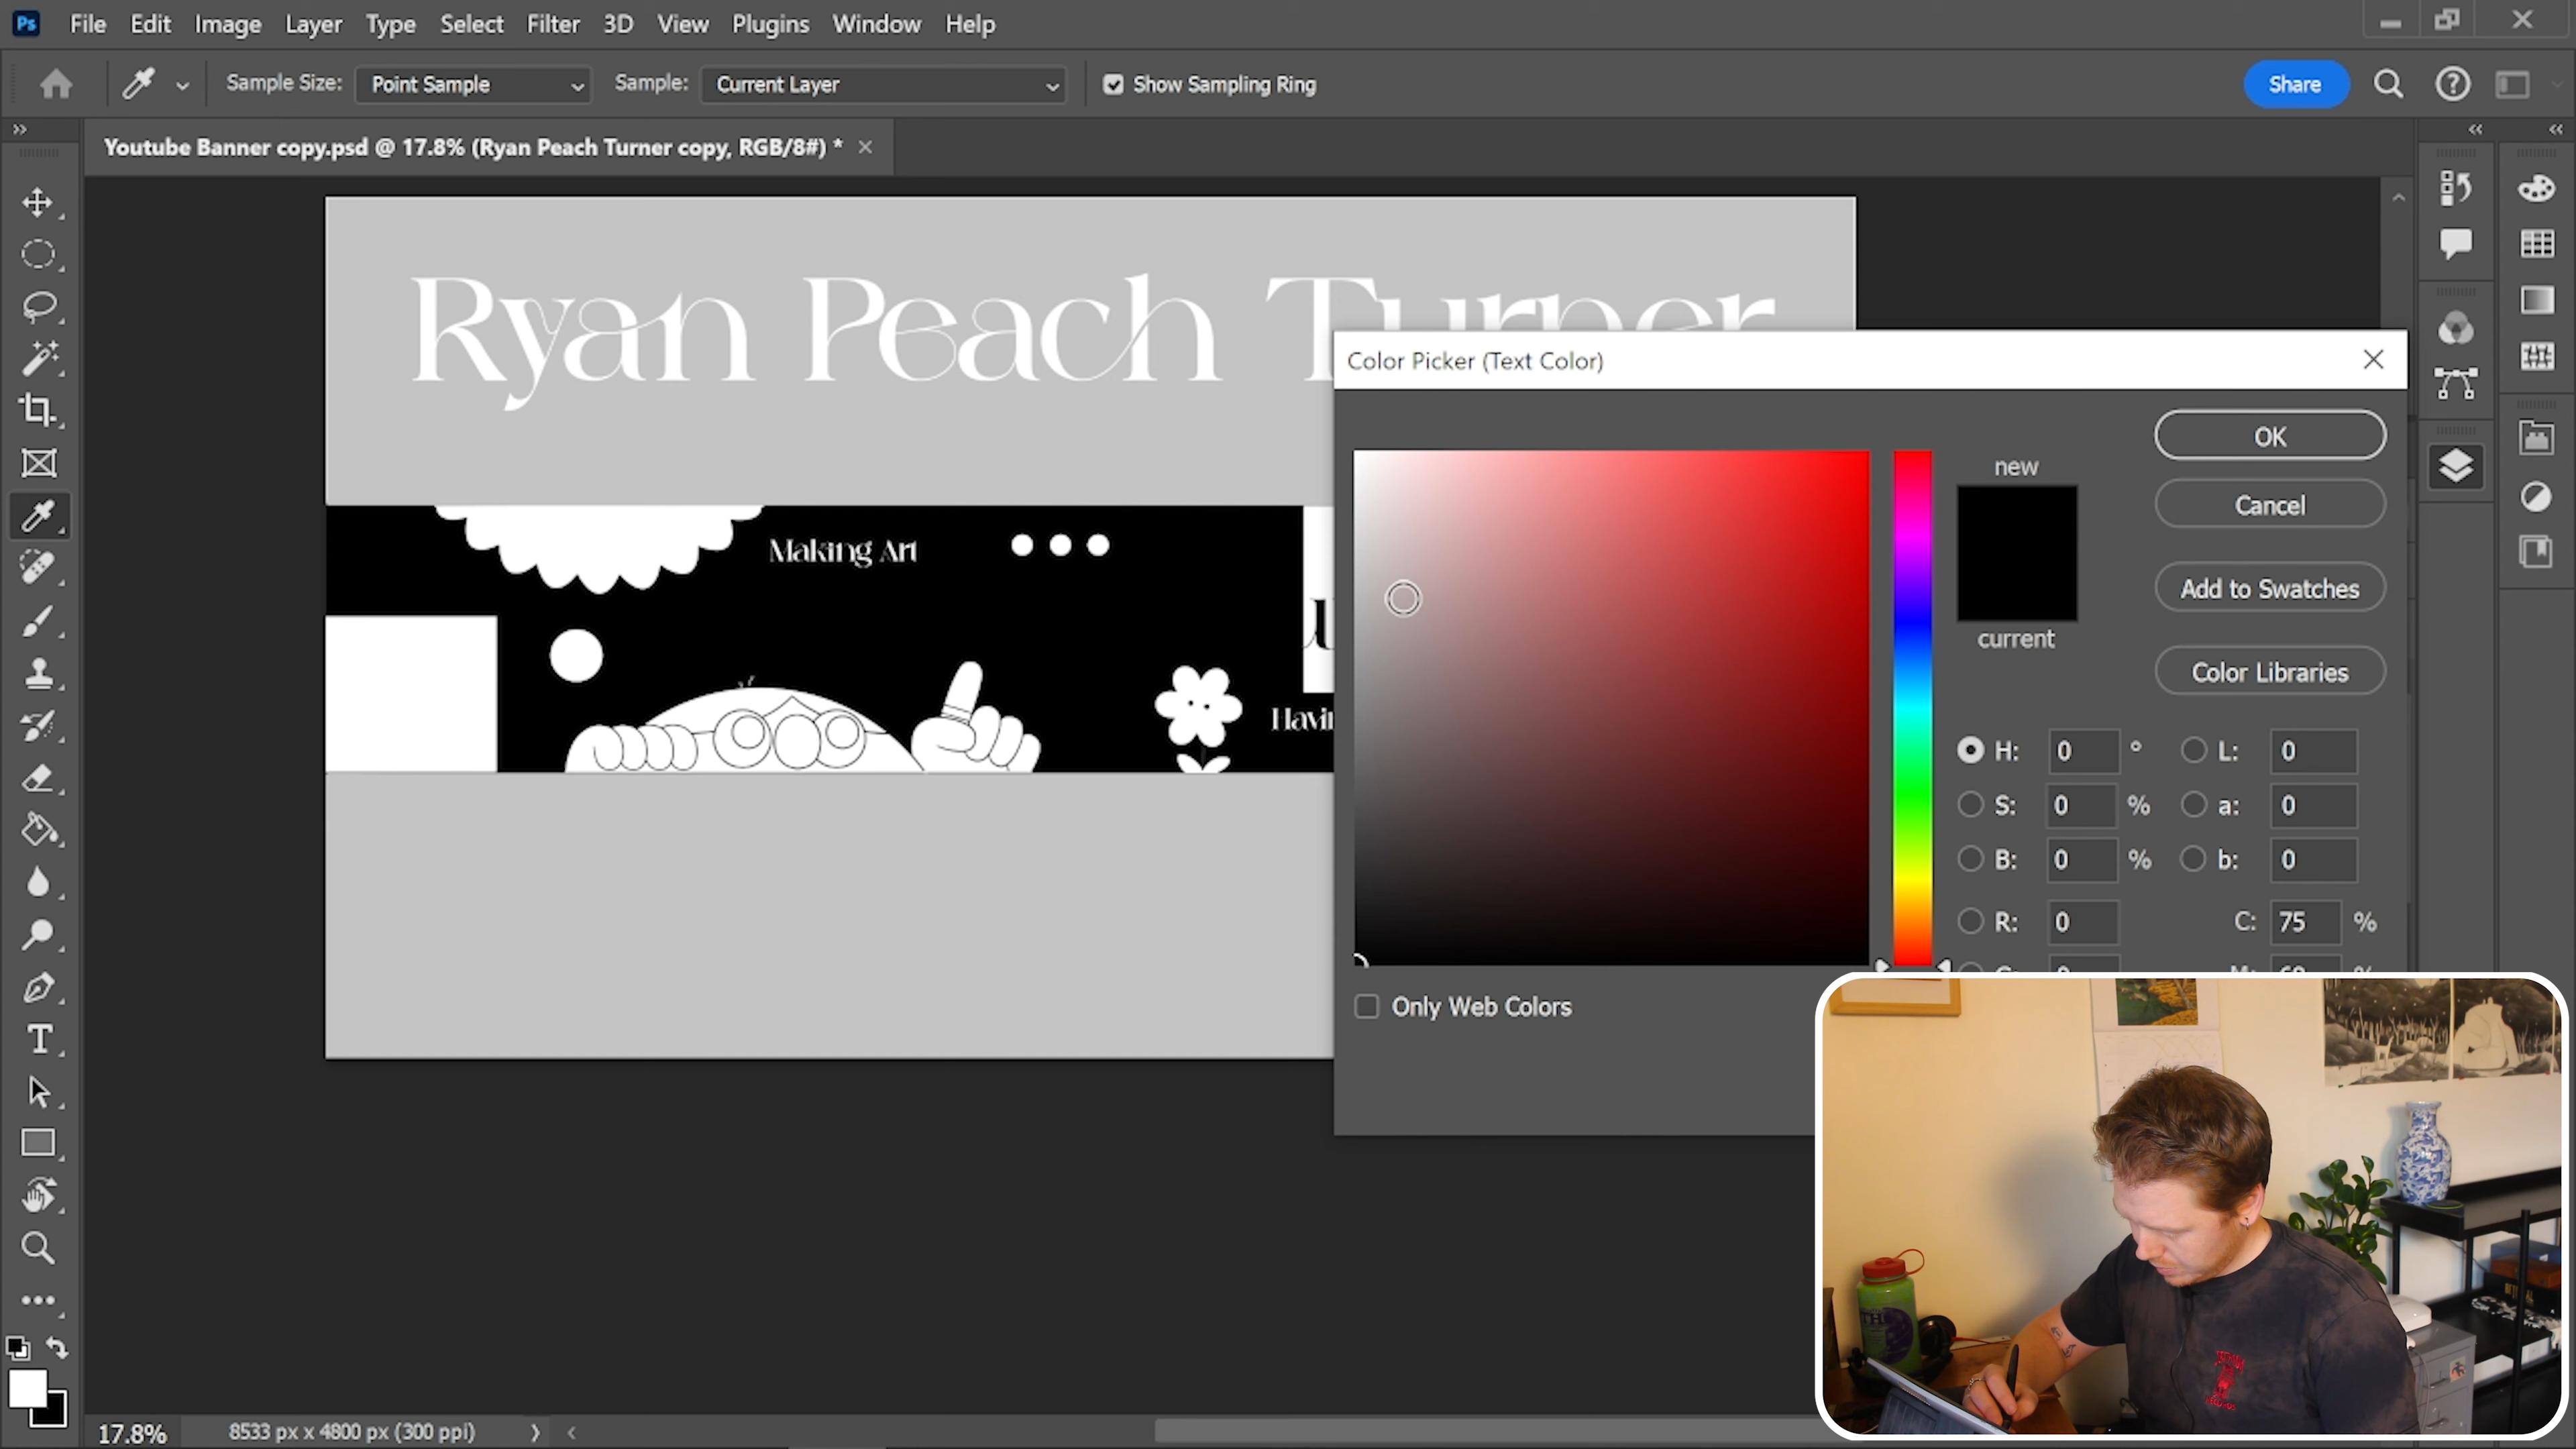 Ps File Edit Image Layer Type Select Filter 3D View Plugins Window Help
Sample Size: Point Sample Sample: Current Layer Show Sampling Ring Share
Youtube Banner copy.psd @ 17.8% (Ryan Peach Turner copy, RGB/8#) *
Ryan Peach Turner
Color Picker (Text Color)
OK
new
Cancel
Making Art
Add to Swatches
current
Color Libraries
Havin
H: 0 ° L: 0
S: 0 % a: 0
B: 0 % b: 0
R: 0 C: 75 %
Only Web Colors
T
17.8% 8533 px x 4800 px (300 ppi)